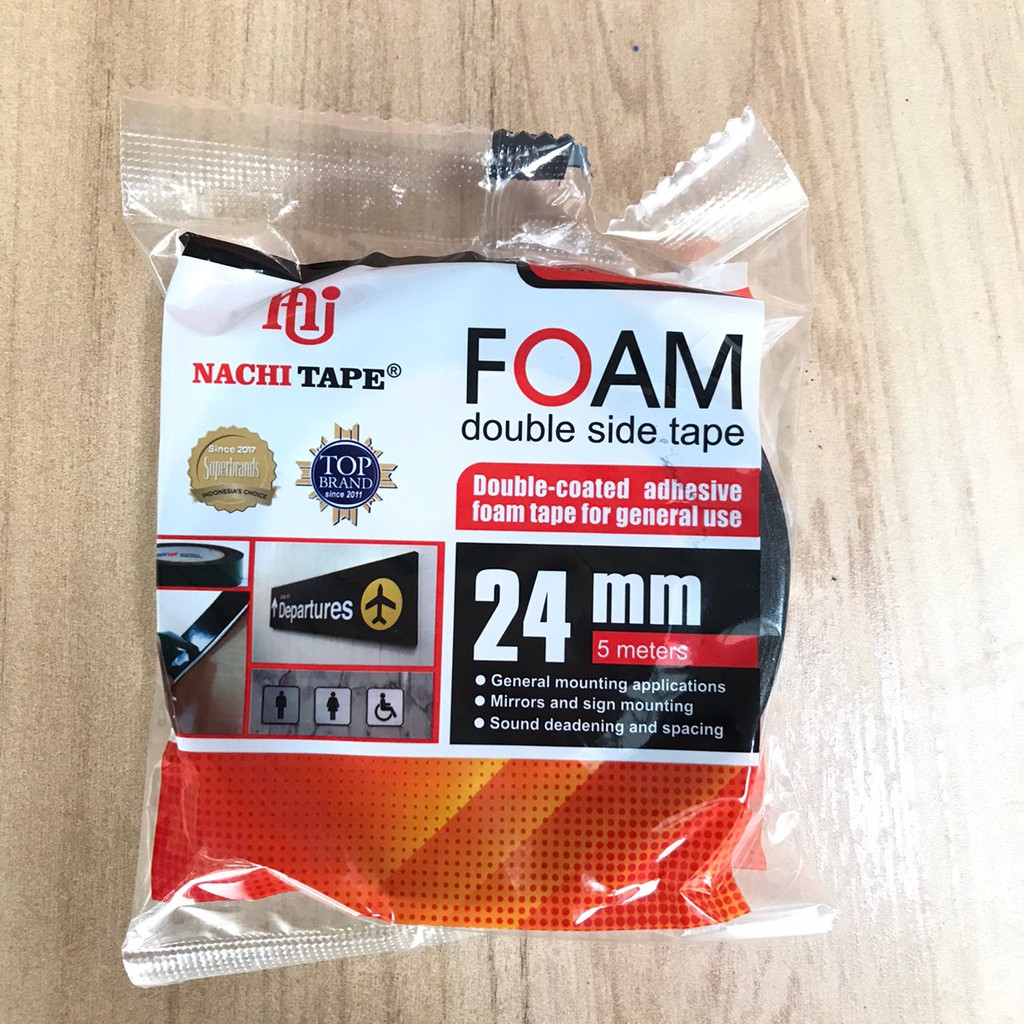 NACHI TAPE®
FOAM
double side tape
Since 2017
Superbrands
INDONESIA'S CHOICE
TOP
BRAND
since 2011
Double-coated adhesive
foam tape for general use
Departures
24 mm
5 meters
General mounting applications
Mirrors and sign mounting
Sound deadening and spacing